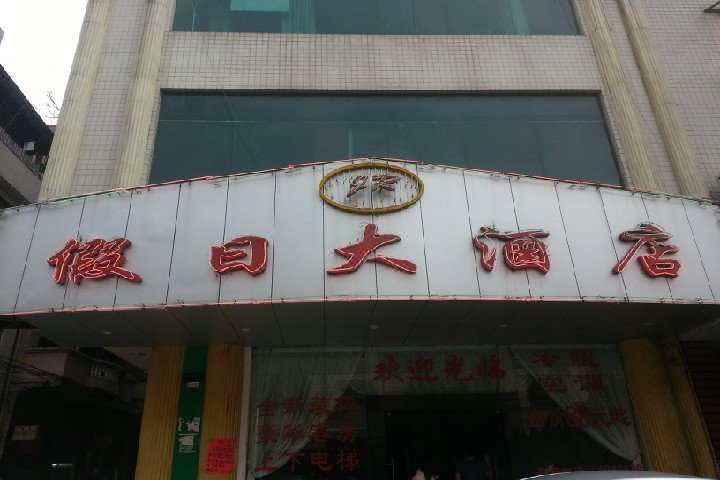 假日大酒店
欢迎光临
全新装修
豪华客房
上下电梯
冷暖
空调